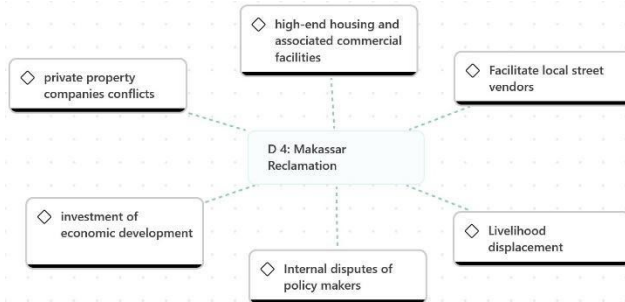 high-end housing and
associated commercial
facilities
private property
companies conflicts
Facilitate local street
vendors
D 4: Makassar
Reclamation
investment of
economic development
Livelihood
displacement
Internal disputes of
policy makers